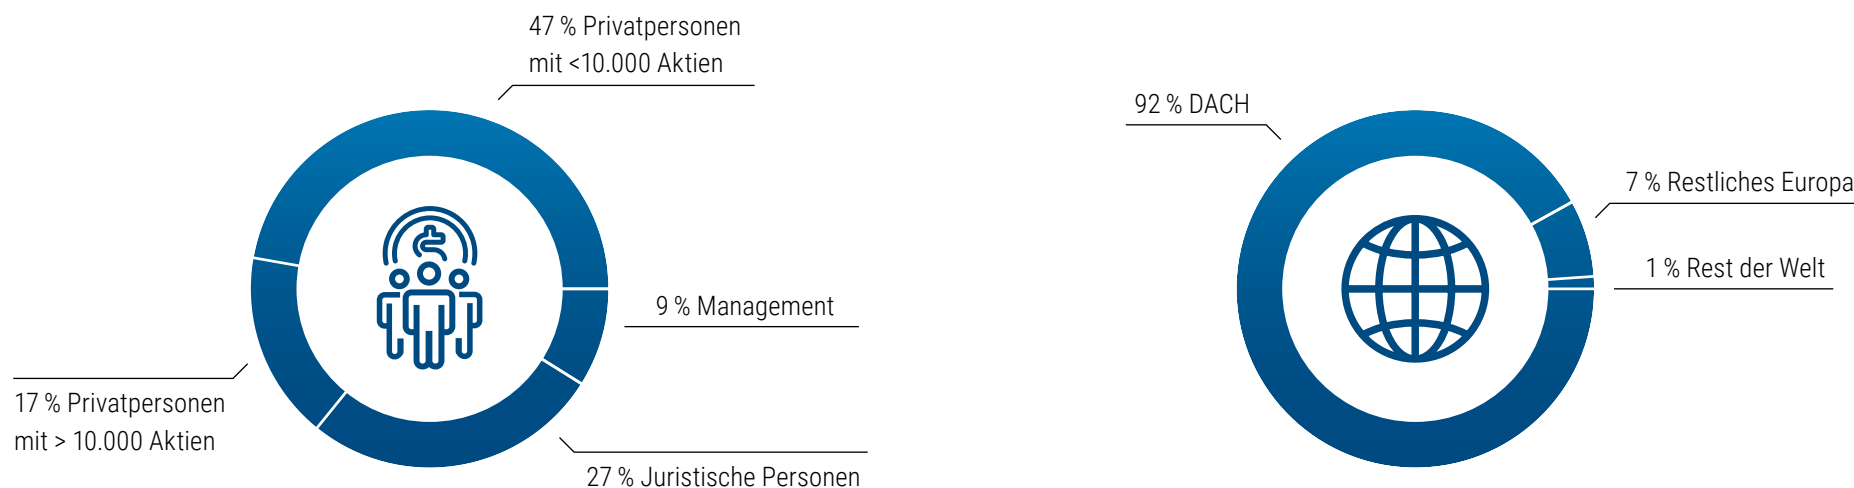 47 % Privatpersonen
mit <10.000 Aktien
9 % Management
27 % Juristische Personen
17 % Privatpersonen
mit > 10.000 Aktien
92 % DACH
7 % Restliches Europa
1 % Rest der Welt